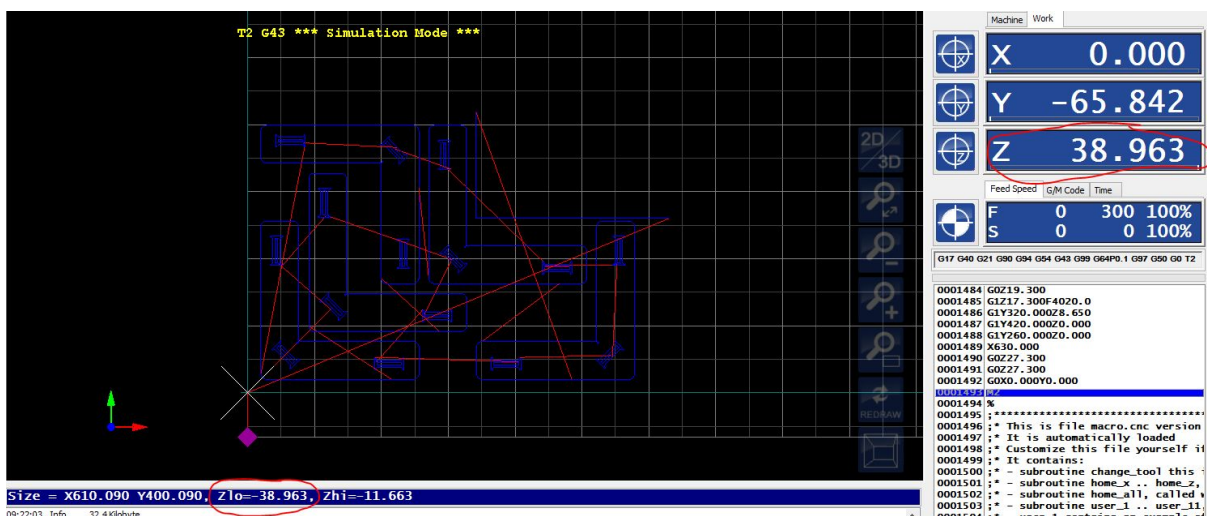 T2 G43 *** Simulation Mode ***
Machine Work
X 0.000
Y -65.842
Z 38.963
2D/3D
REDRAW
Feed Speed G/M Code Time
F 0 300 100%
S 0 0 100%
G17 G40 G21 G90 G94 G54 G43 G99 G64P0.1 G97 G50 G0 T2
0001484 G0Z19.300
0001485 G1Z17.300F4020.0
0001486 G1Y320.000Z8.650
0001487 G1Y420.000Z0.000
0001488 G1Y260.000Z0.000
0001489 X630.000
0001490 G0Z27.300
0001491 G0Z27.300
0001492 G0X0.000Y0.000
0001493 M2
0001494 %
0001495 ;*********************************
0001496 ;* This is file macro.cnc version
0001497 ;* It is automatically loaded
0001498 ;* Customize this file yourself if
0001499 ;* It contains:
0001500 ;* - subroutine change_tool this i
0001501 ;* - subroutine home_x .. home_z,
0001502 ;* - subroutine home_all, called w
0001503 ;* - subroutine user_1 .. user_11,
Size = X610.090 Y400.090, Zlo=-38.963, Zhi=-11.663
09:22:03 Info 32.4 Kilobyte